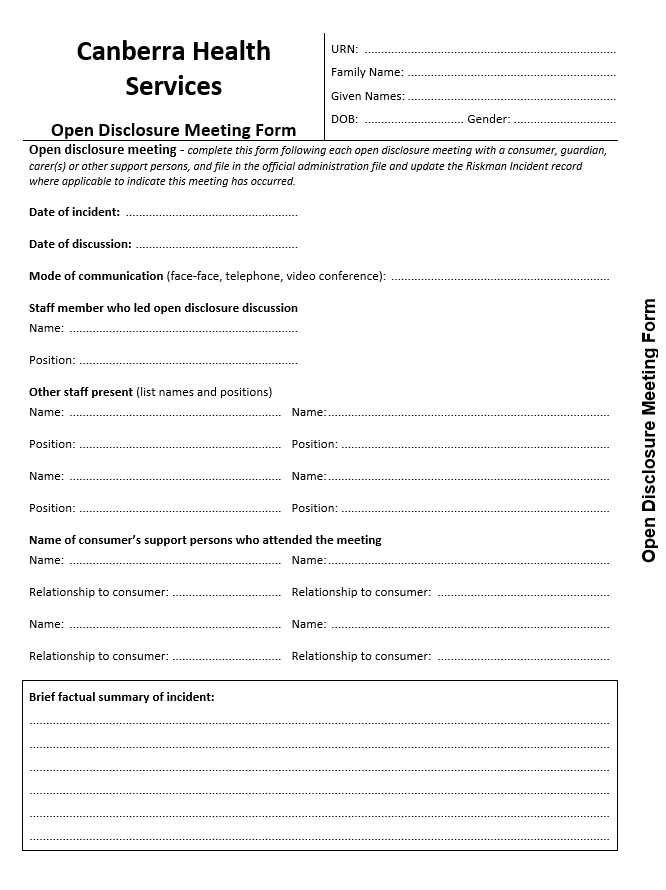 Canberra Health
Services
Open Disclosure Meeting Form
URN: ................................................................
Family Name: ................................................................
Given Names: ................................................................
DOB: .............................. Gender: ...............................
Open disclosure meeting - complete this form following each open disclosure meeting with a consumer, guardian,
carer(s) or other support persons, and file in the official administration file and update the Riskman Incident record
where applicable to indicate this meeting has occurred.
Date of incident: ....................................................
Date of discussion: .................................................
Mode of communication (face-face, telephone, video conference): ..................................................................
Staff member who led open disclosure discussion
Name: .....................................................................
Position: ..................................................................
Other staff present (list names and positions)
Name: ................................................................ Name: .....................................................................................
Position: ............................................................. Position: .................................................................................
Name: ................................................................ Name: .....................................................................................
Position: ............................................................. Position: .................................................................................
Name of consumer’s support persons who attended the meeting
Name: ................................................................ Name: .....................................................................................
Relationship to consumer: ................................. Relationship to consumer: ....................................................
Name: ................................................................ Name: .....................................................................................
Relationship to consumer: ................................. Relationship to consumer: ....................................................
Brief factual summary of incident:
................................................................................................................................................................
................................................................................................................................................................
................................................................................................................................................................
................................................................................................................................................................
................................................................................................................................................................
................................................................................................................................................................
Open Disclosure Meeting Form